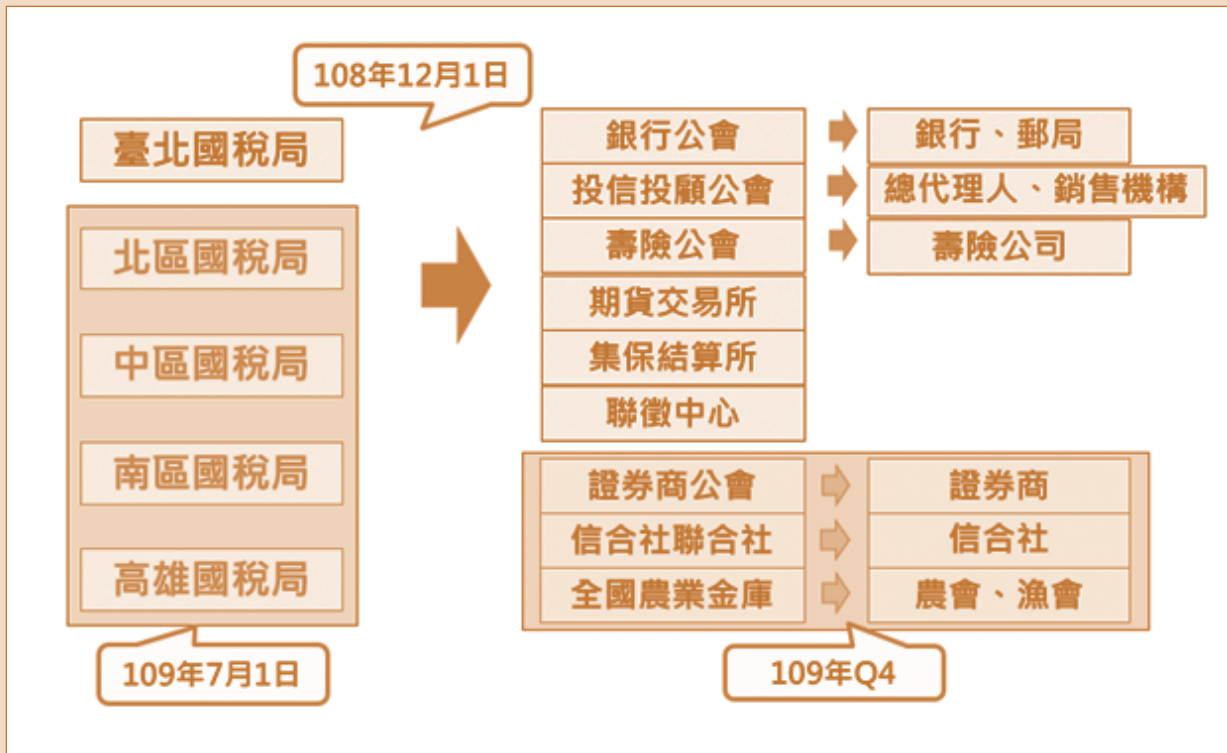 108年12月1日
臺北國稅局
北區國稅局
中區國稅局
南區國稅局
高雄國稅局
109年7月1日
銀行公會
銀行、郵局
投信投顧公會
總代理人、銷售機構
壽險公會
壽險公司
期貨交易所
集保結算所
聯徵中心
證券商公會
證券商
信合社聯合社
信合社
全國農業金庫
農會、漁會
109年Q4